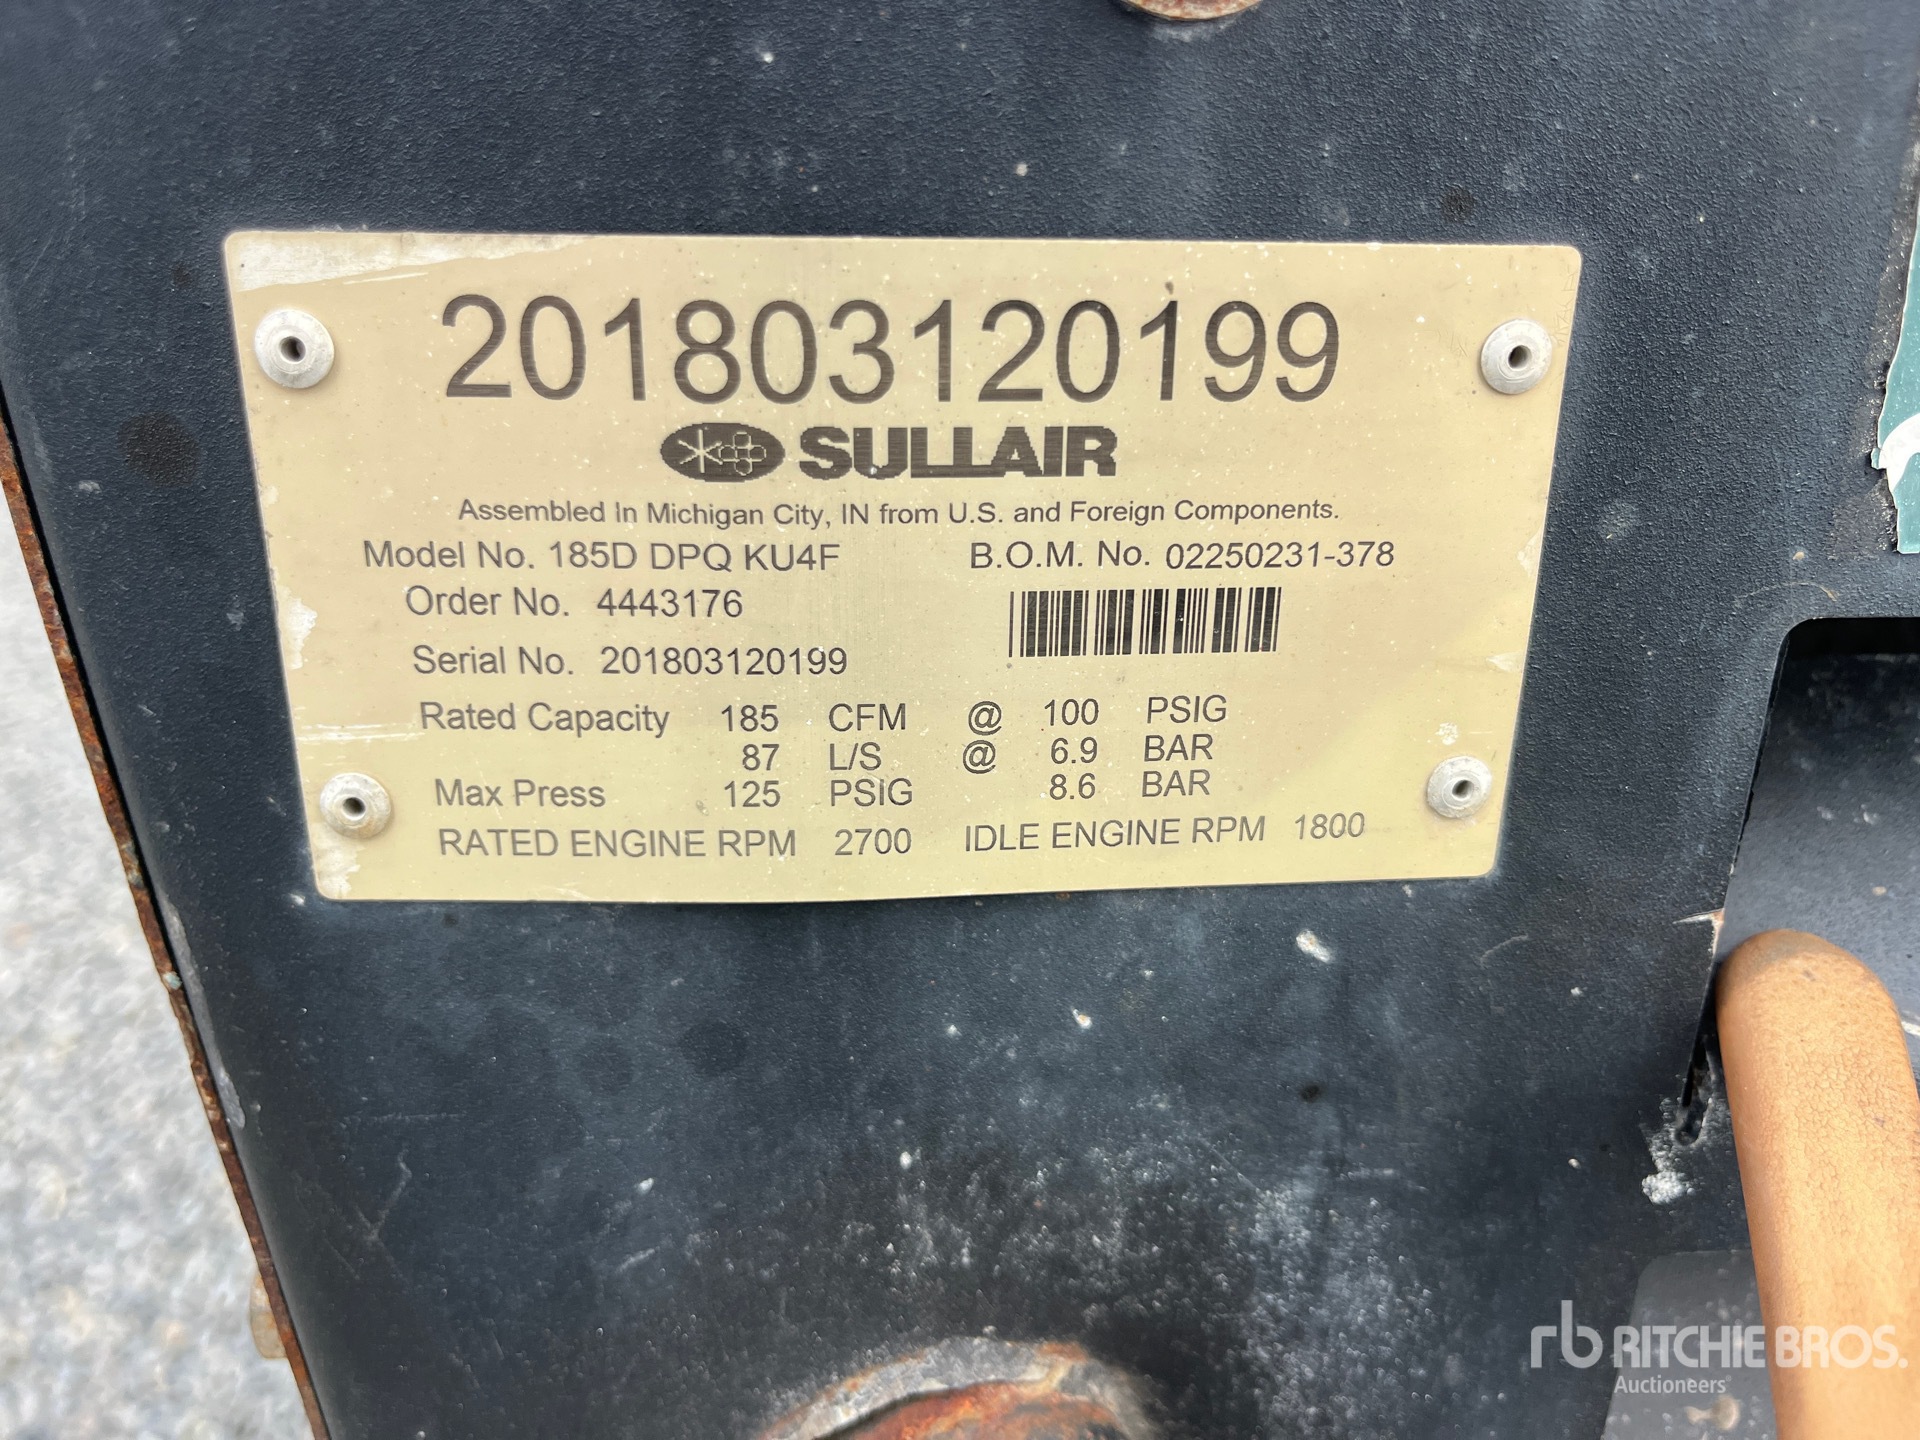 201803120199
SULLAIR
Assembled In Michigan City, IN from U.S. and Foreign Components.
Model No. 185D DPQ KU4F B.O.M. No. 02250231-378
Order No. 4443176
Serial No. 201803120199
Rated Capacity 185 CFM @ 100 PSIG
87 L/S @ 6.9 BAR
Max Press 125 PSIG 8.6 BAR
RATED ENGINE RPM 2700 IDLE ENGINE RPM 1800
rb RITCHIE BROS.
Auctioneers